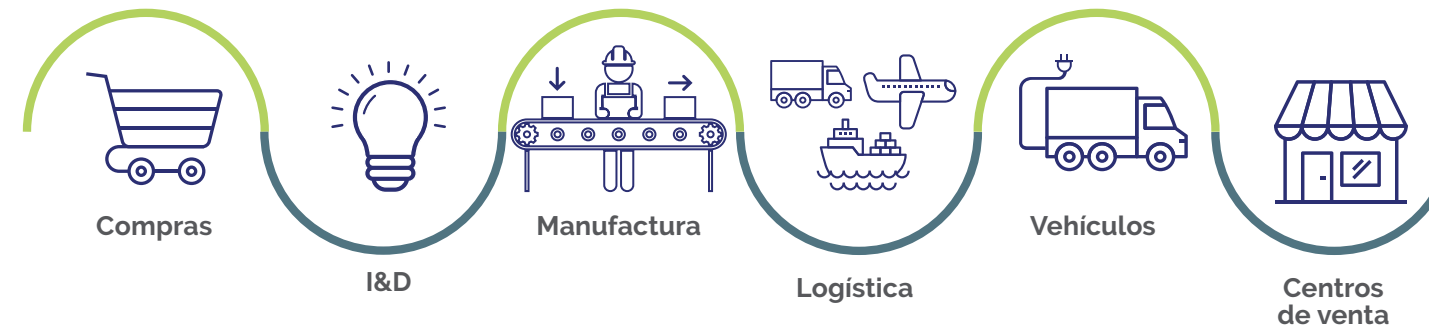 Compras
I&D
Manufactura
Logística
Vehículos
Centros
de venta